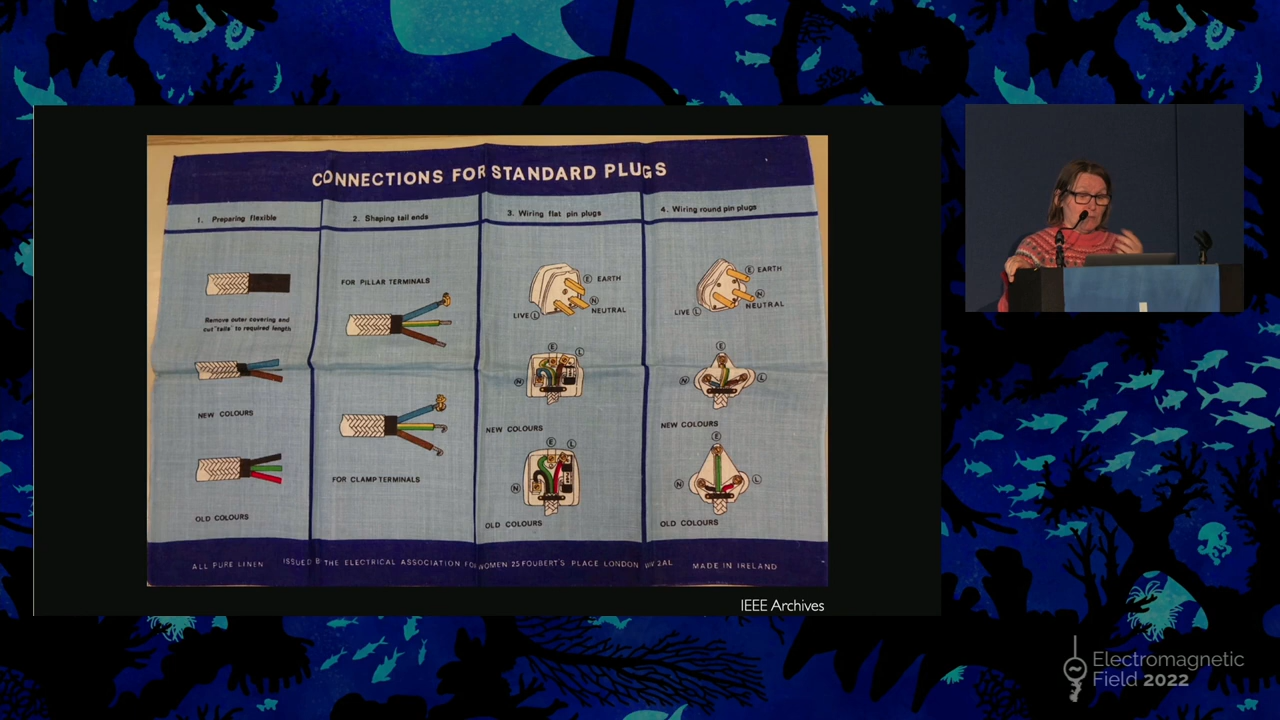 CONNECTIONS FOR STANDARD PLUGS
1. Preparing flexible
Remove outer covering and
cut "tails" to required length
NEW COLOURS
OLD COLOURS
2. Shaping tail ends
FOR PILLAR TERMINALS
FOR CLAMP TERMINALS
3. Wiring flat pin plugs
E EARTH
N
NEUTRAL
LIVE L
E
L
N
NEW COLOURS
E
L
N
OLD COLOURS
4. Wiring round pin plugs
E EARTH
N
NEUTRAL
LIVE L
E
N
L
NEW COLOURS
E
N
L
OLD COLOURS
ALL PURE LINEN
ISSUED THE ELECTRICAL ASSOCIATION 25 FOUBERT'S PLACE LONDON
MADE IN IRELAND
IEEE Archives
Electromagnetic
Field 2022